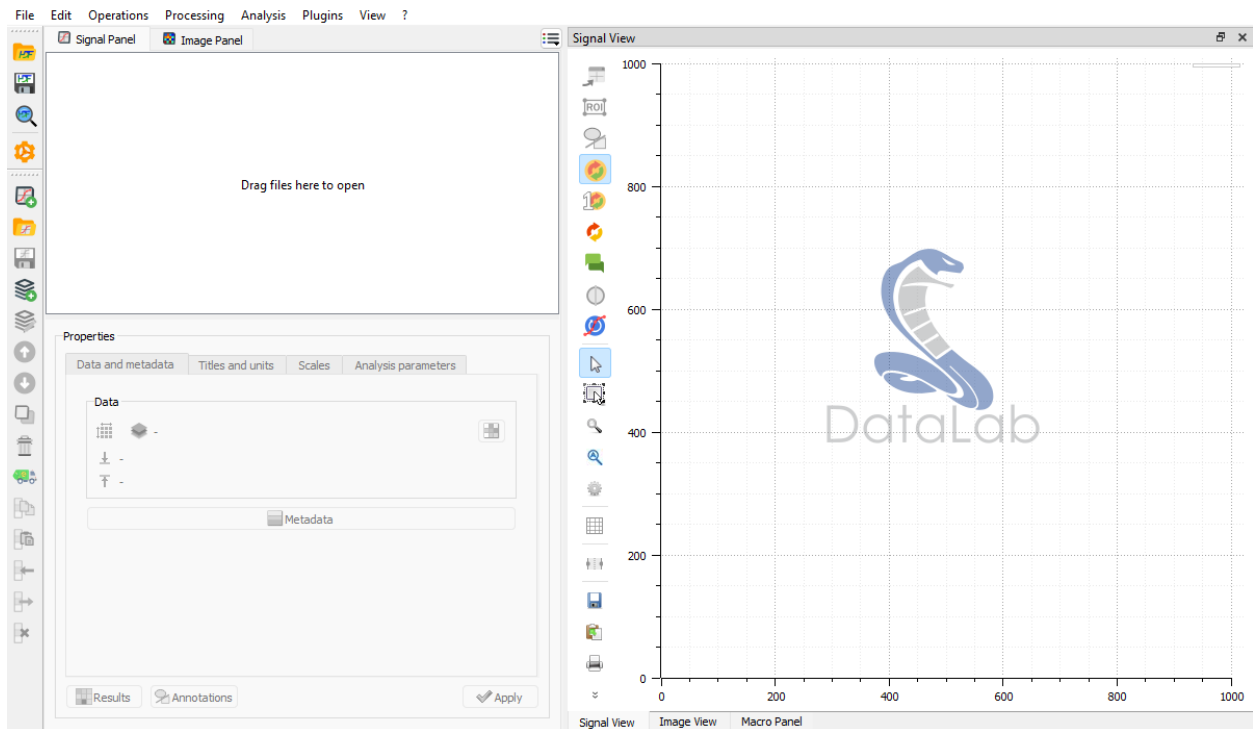 File Edit Operations Processing Analysis Plugins View ?
Signal Panel Image Panel
Drag files here to open
Properties
Data and metadata Titles and units Scales Analysis parameters
Data
-
-
-
Metadata
Results Annotations Apply
Signal View
ROI
1000
800
600
400
200
0
0 200 400 600 800 1000
DataLab
Signal View Image View Macro Panel